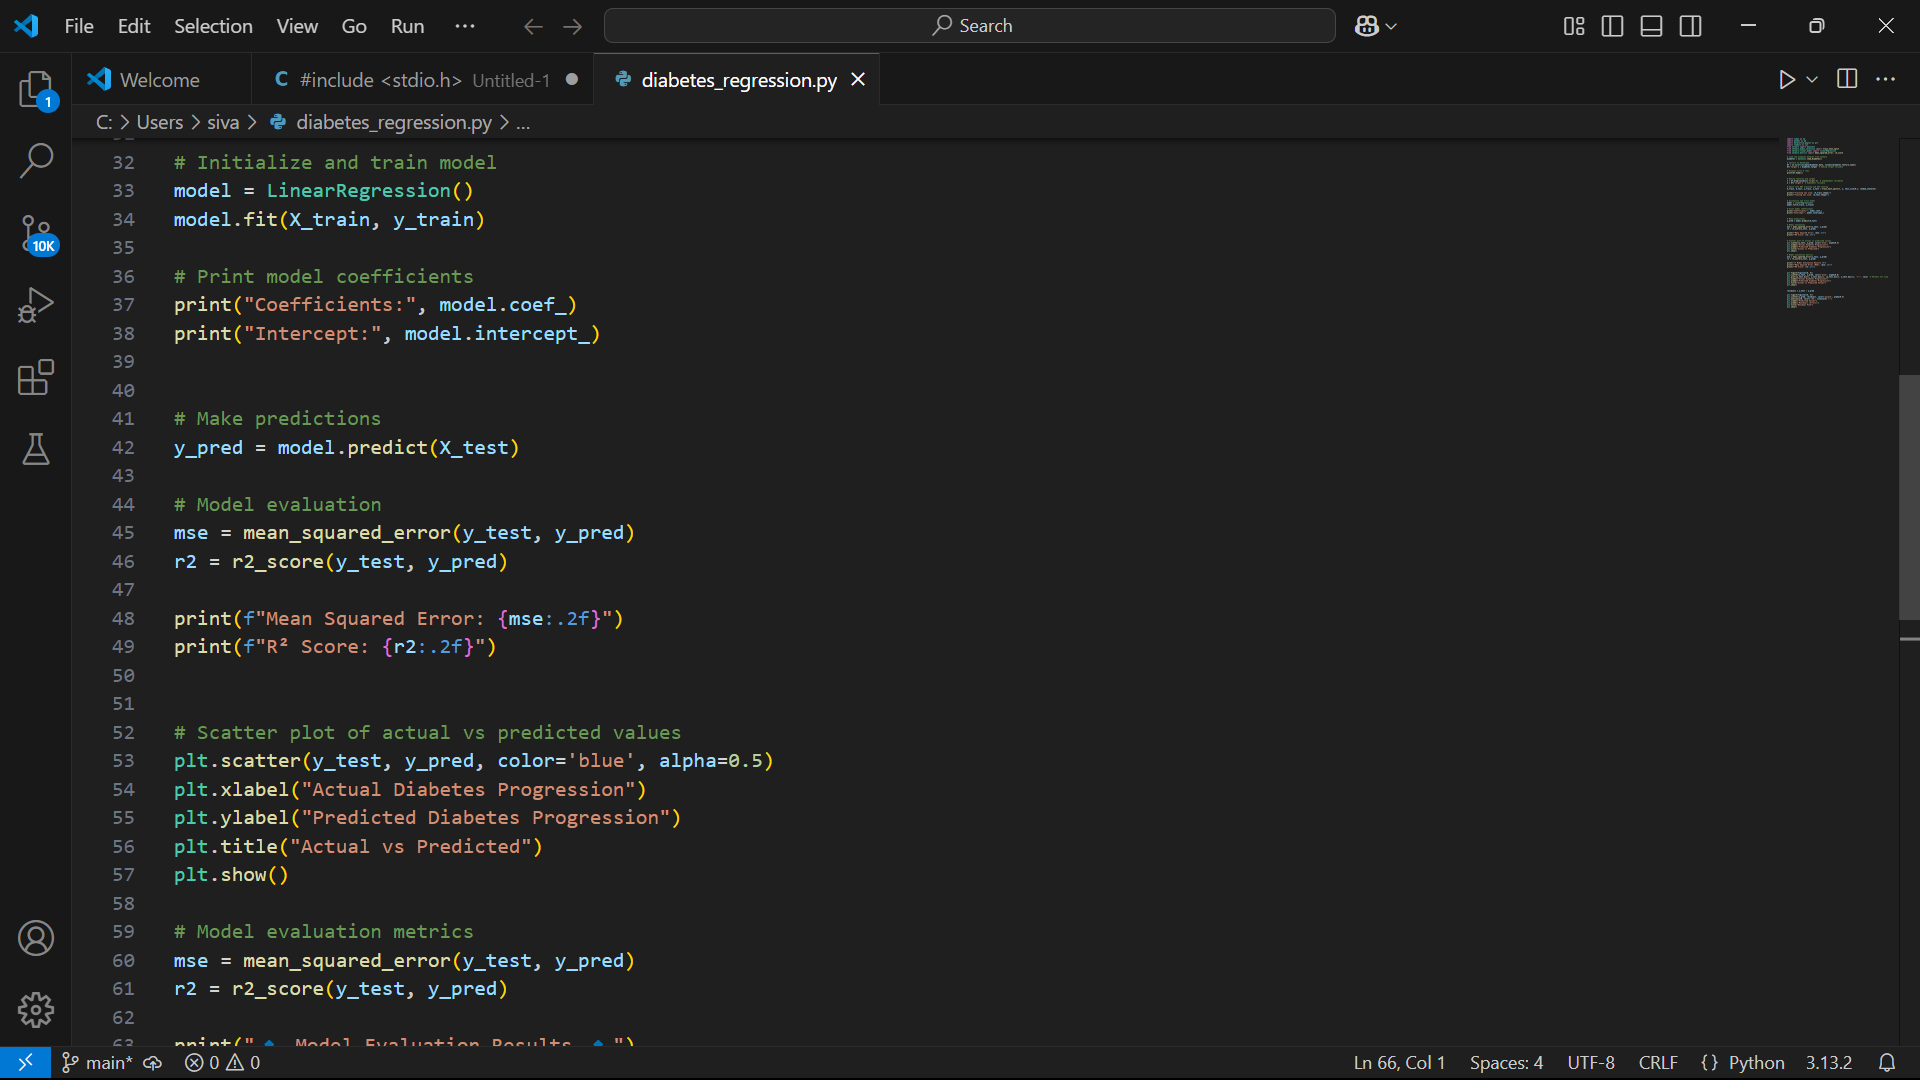 File Edit Selection View Go Run ··· Search
Welcome #include <stdio.h> Untitled-1 diabetes_regression.py
C: > Users > siva > diabetes_regression.py > ...
1
10K
32 # Initialize and train model
33 model = LinearRegression()
34 model.fit(X_train, y_train)
35
36 # Print model coefficients
37 print("Coefficients:", model.coef_)
38 print("Intercept:", model.intercept_)
39
40
41 # Make predictions
42 y_pred = model.predict(X_test)
43
44 # Model evaluation
45 mse = mean_squared_error(y_test, y_pred)
46 r2 = r2_score(y_test, y_pred)
47
48 print(f"Mean Squared Error: {mse:.2f}")
49 print(f"R² Score: {r2:.2f}")
50
51
52 # Scatter plot of actual vs predicted values
53 plt.scatter(y_test, y_pred, color='blue', alpha=0.5)
54 plt.xlabel("Actual Diabetes Progression")
55 plt.ylabel("Predicted Diabetes Progression")
56 plt.title("Actual vs Predicted")
57 plt.show()
58
59 # Model evaluation metrics
60 mse = mean_squared_error(y_test, y_pred)
61 r2 = r2_score(y_test, y_pred)
62
63 print("🔹 Model Evaluation Results 🔹")
main* 0 0 Ln 66, Col 1 Spaces: 4 UTF-8 CRLF {} Python 3.13.2